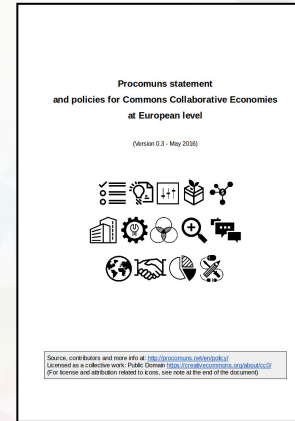 Procomuns statement
and policies for Commons Collaborative Economies
at European level
(Version 0.3 - May 2016)
Source, contributors and more info at: http://procomuns.net/en/policy/
Licensed as a collective work: Public Domain https://creativecommons.org/about/cc0/
(For license and attribution related to icons, see note at the end of the document)